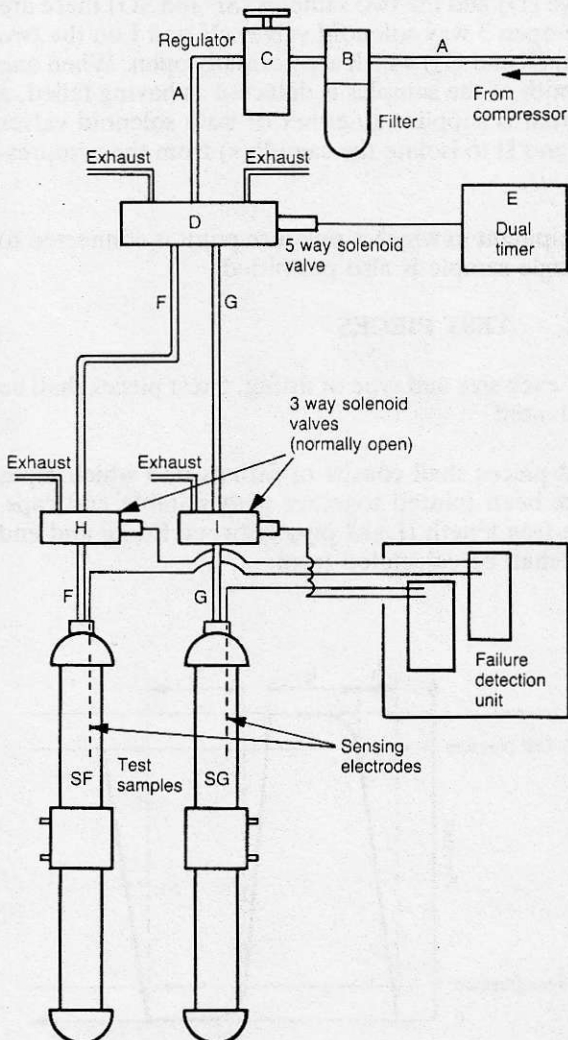 Regulator
C
B
A
A
From
compressor
Filter
Exhaust
Exhaust
E
Dual
timer
D
5 way solenoid
valve
F
G
3 way solenoid
valves
(normally open)
Exhaust
Exhaust
H
I
F
G
Failure
detection
unit
SF
Test
samples
SG
Sensing
electrodes